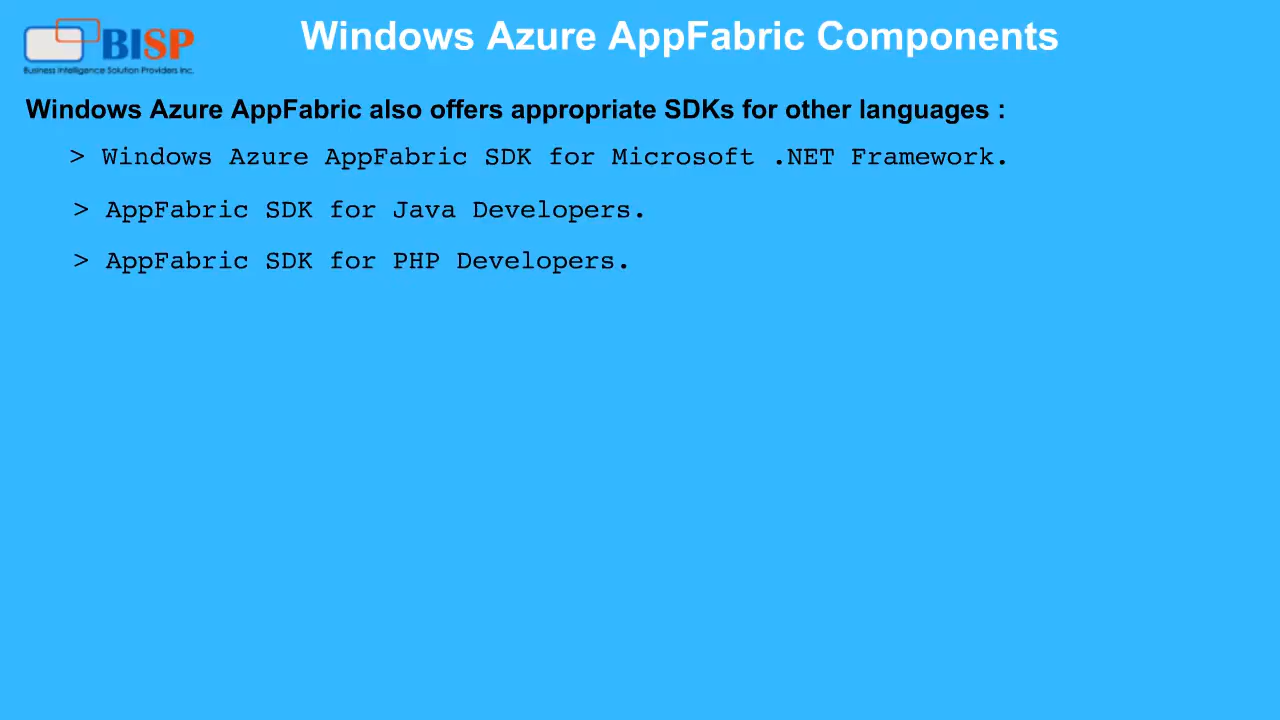 BISP
Business Intelligence Solution Providers Inc.
Windows Azure AppFabric Components
Windows Azure AppFabric also offers appropriate SDKs for other languages :
> Windows Azure AppFabric SDK for Microsoft .NET Framework.
> AppFabric SDK for Java Developers.
> AppFabric SDK for PHP Developers.